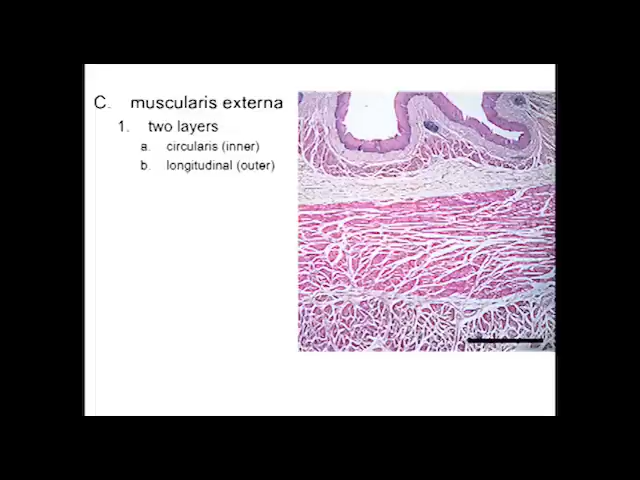 C. muscularis externa
1. two layers
a. circularis (inner)
b. longitudinal (outer)